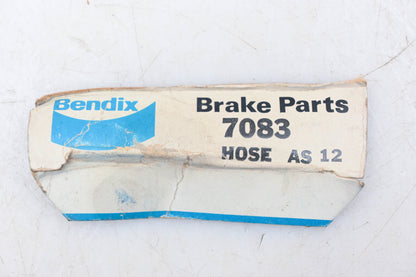 Bendix
Brake Parts
7083
HOSE AS 12